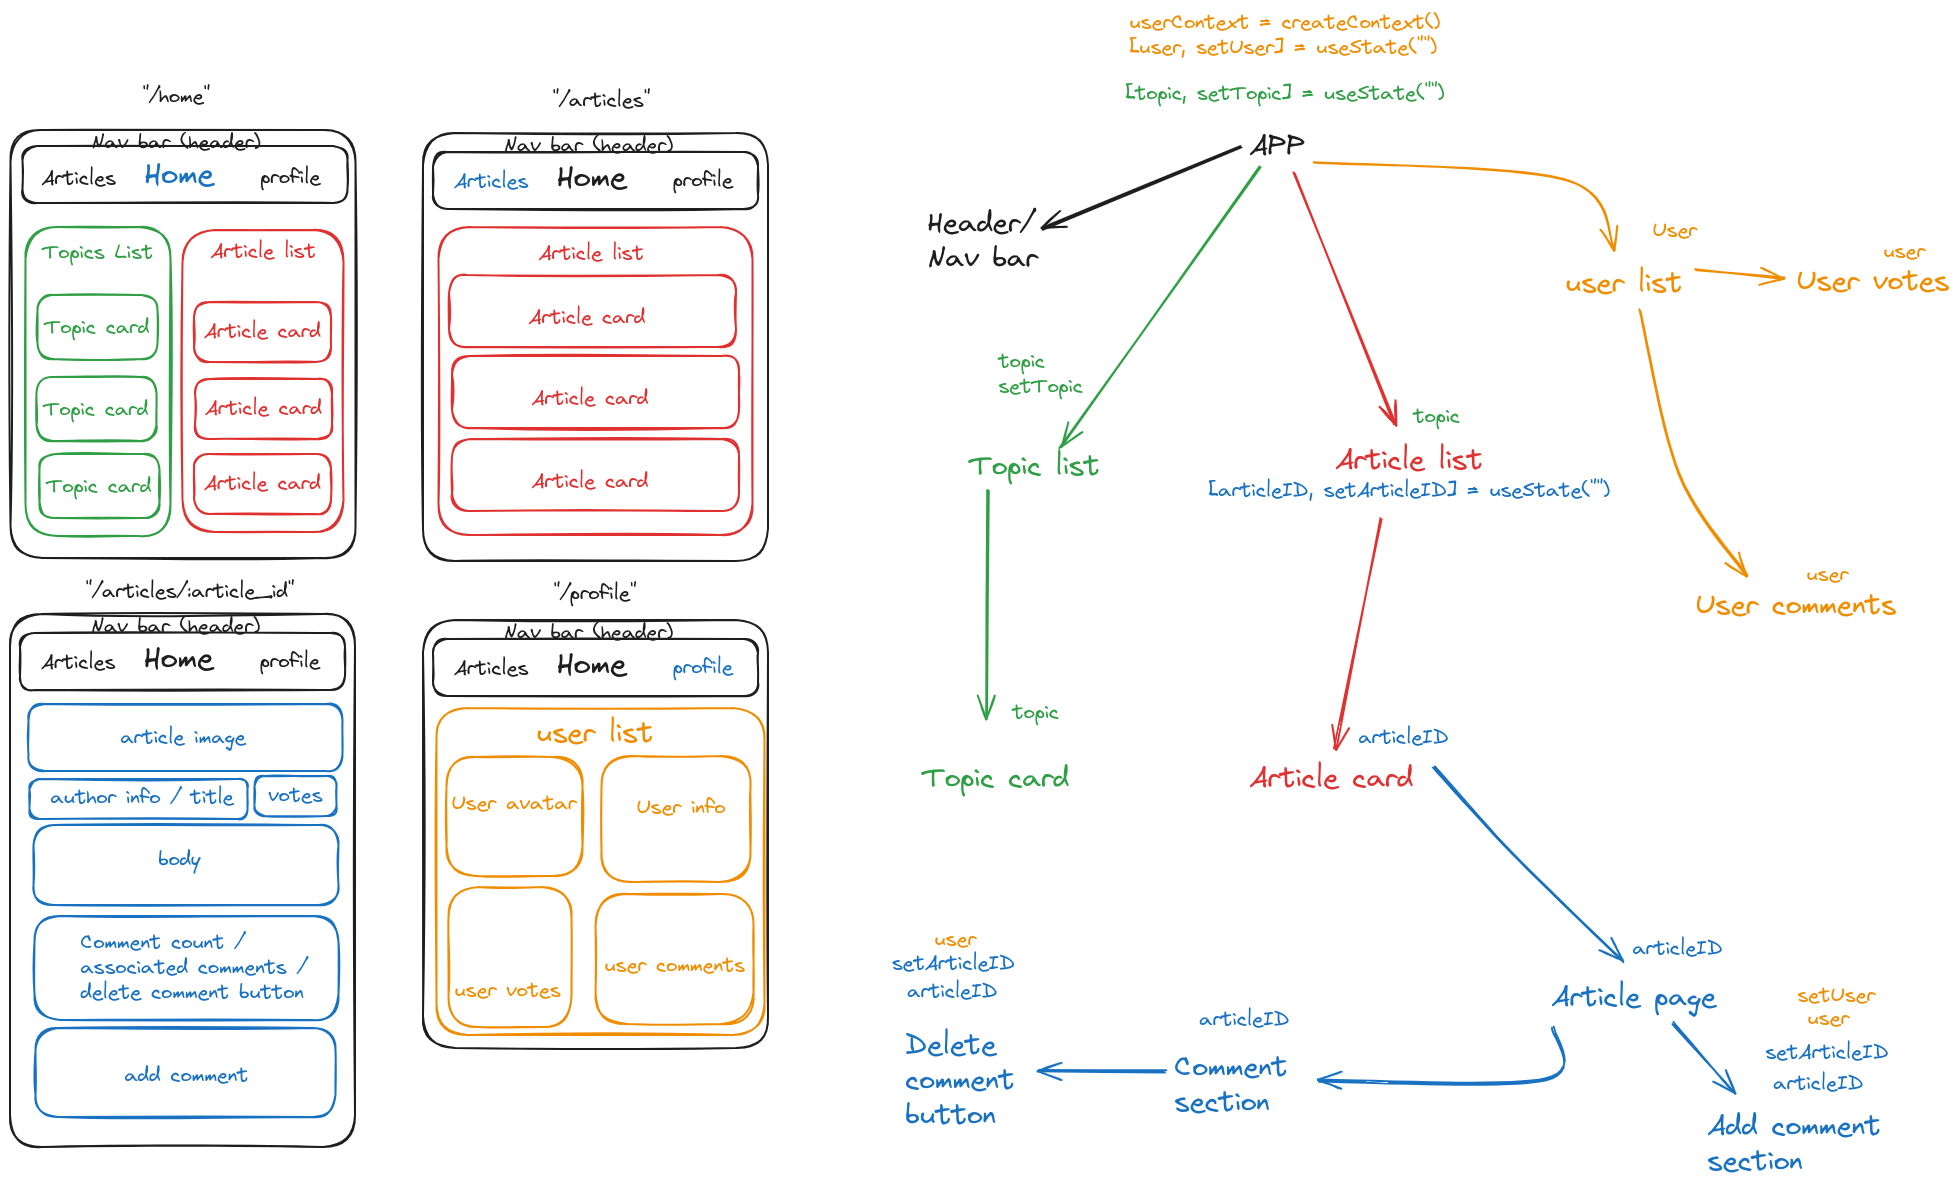 "/home"
Nav bar (header)
Articles Home profile
Topics List
Topic card
Topic card
Topic card
Article list
Article card
Article card
Article card
"/articles"
Nav bar (header)
Articles Home profile
Article list
Article card
Article card
Article card
"/articles/:article_id"
Nav bar (header)
Articles Home profile
article image
author info / title
votes
body
Comment count /
associated comments /
delete comment button
add comment
"/profile"
Nav bar (header)
Articles Home profile
user list
User avatar
User info
user votes
user comments
userContext = createContext()
[user, setUser] = useState("")
[topic, setTopic] = useState("")
APP
Header/
Nav bar
topic
setTopic
Topic list
topic
Topic card
topic
Article list
[articleID, setArticleID] = useState("")
articleID
Article card
User
user list
user
User votes
user
User comments
articleID
Article page
setUser
user
setArticleID
articleID
Add comment
section
articleID
Comment
section
user
setArticleID
articleID
Delete
comment
button